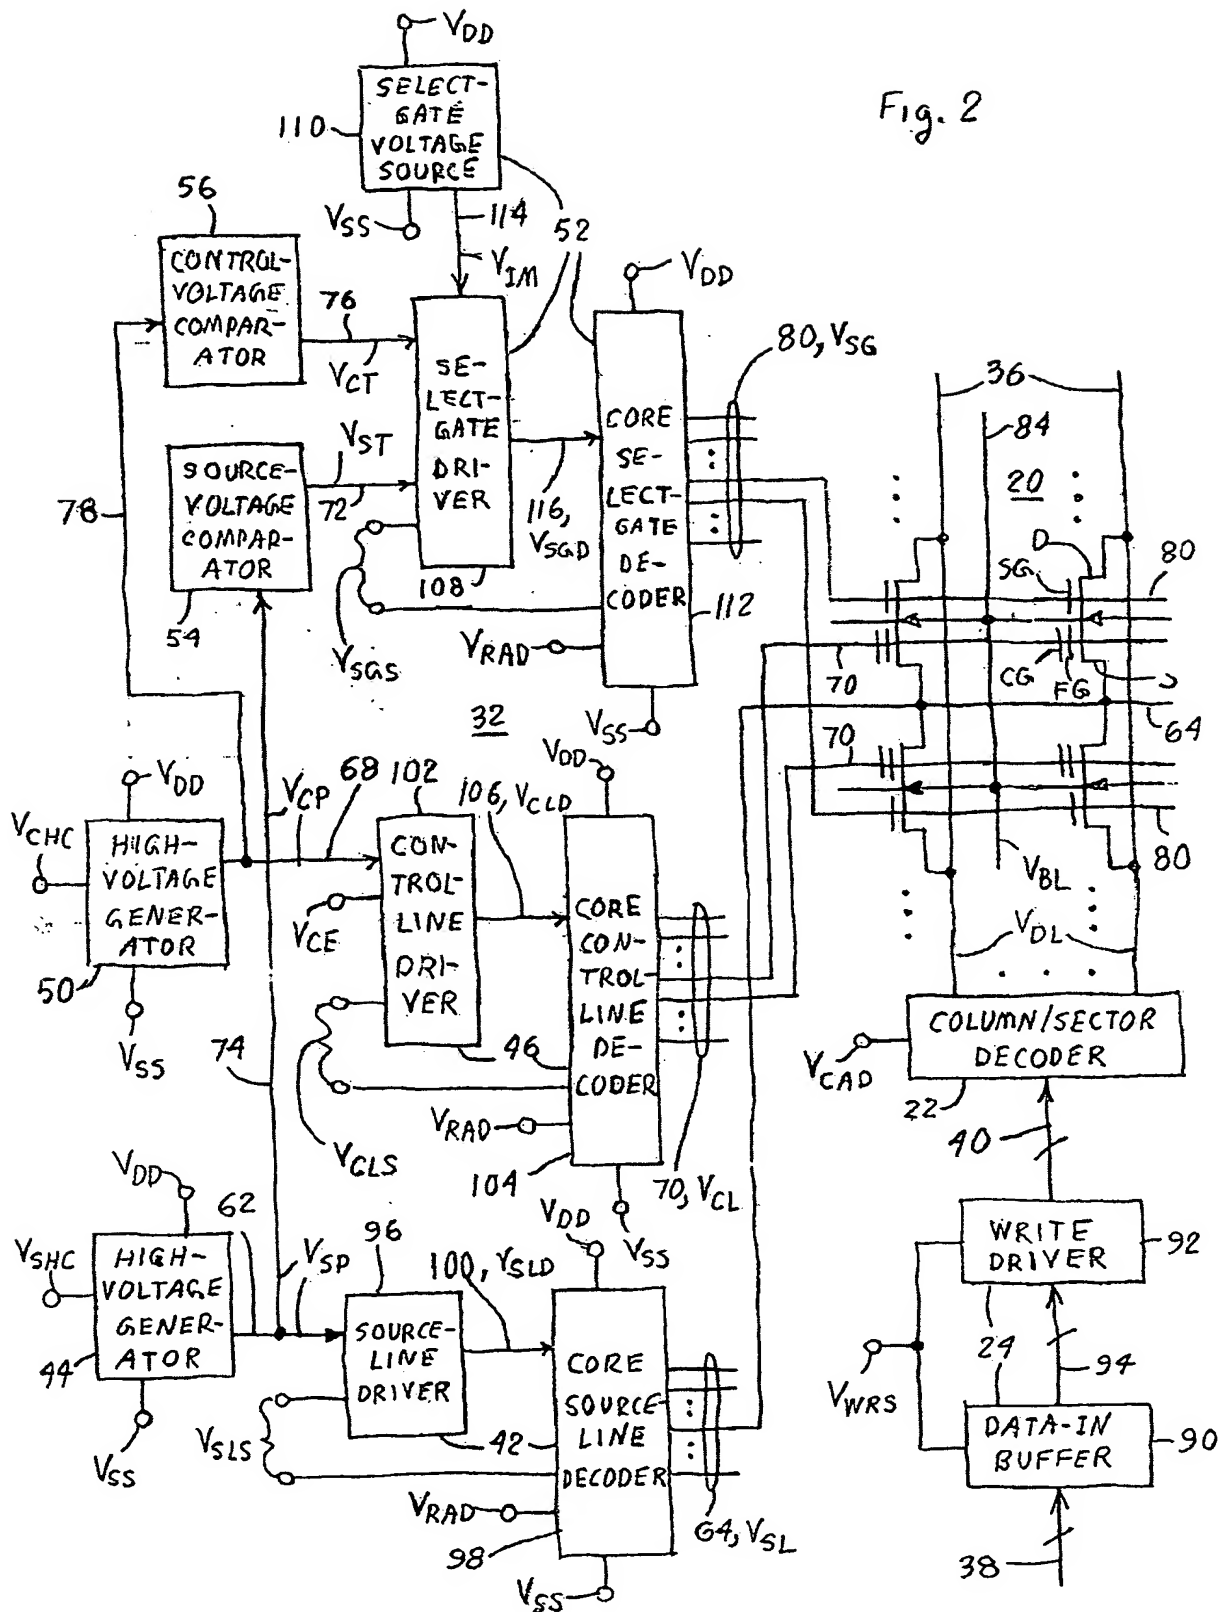 Fig. 2
VDD
SELECT-
GATE
VOLTAGE
SOURCE
110
VSS
114
52
VIM
56
CONTROL-
VOLTAGE
COMPAR-
ATOR
76
VCT
78
SOURCE-
VOLTAGE
COMPAR-
ATOR
54
VST
72
SE-
LECT-
GATE
DRI-
VER
108
VSGS
116,
VSGD
VDD
CORE
SE-
LECT-
GATE
DE-
CODER
112
VRAD
VSS
80, VSG
36
84
20
D
SG
80
CG
FG
S
70
64
70
80
VBL
VDL
32
VDD
VCHC
HIGH-
VOLTAGE
GENER-
ATOR
50
VSS
VCP
68
102
CON-
TROL-
LINE
DRI-
VER
VCE
46
VCLS
106, VCLD
VDD
CORE
CON-
TROL-
LINE
DE-
CODER
VRAD
104
VSS
70, VCL
COLUMN/SECTOR
DECODER
VCAD
22
40
WRITE
DRIVER
92
24
94
VWRS
DATA-IN
BUFFER
90
38
74
VDD
62
VSHC
HIGH-
VOLTAGE
GENER-
ATOR
44
VSS
VSP
96
SOURCE-
LINE
DRIVER
42
VSLS
100, VSLD
VDD
CORE
SOURCE-
LINE
DECODER
VRAD
98
VSS
64, VSL